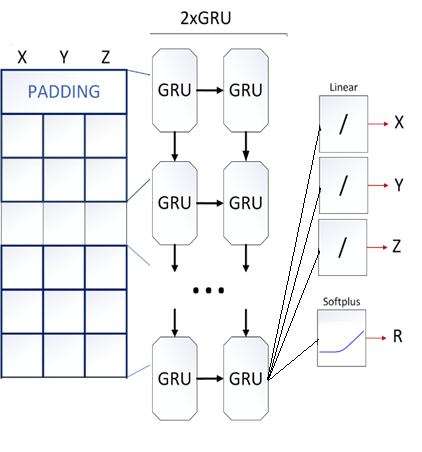 2xGRU
X Y Z
PADDING
GRU GRU
GRU GRU
...
GRU GRU
Linear
X
Y
Z
Softplus
R